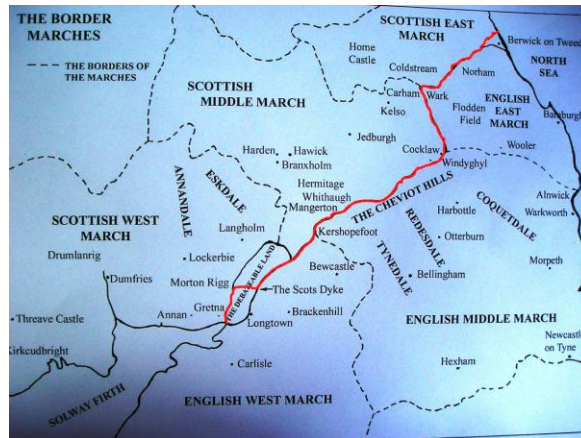 THE BORDER
MARCHES
THE BORDERS OF
THE MARCHES
SCOTTISH EAST
MARCH
Berwick on Tweed
NORTH
SEA
Home
Castle
Coldstream
Norham
SCOTTISH
MIDDLE MARCH
Carham
Wark
Kelso
Flodden
Field
ENGLISH
EAST
MARCH
Bamburgh
Jedburgh
Harden
Hawick
Branxholm
Cocklaw
Windyghyl
Wooler
ANNANDALE
ESKDALE
Hermitage
Whithaugh
Mangerton
THE CHEVIOT HILLS
COQUETDALE
Alnwick
Warkworth
SCOTTISH WEST
MARCH
Langholm
Kershopefoot
REDESDALE
Harbottle
Otterburn
Drumlanrig
Lockerbie
THE DEBATEABLE LAND
Bewcastle
TYNEDALE
Bellingham
Morpeth
Dumfries
Morton Rigg
The Scots Dyke
Threave Castle
Annan
Gretna
Longtown
Brackenhill
ENGLISH MIDDLE MARCH
Kirkcudbright
Carlisle
Hexham
Newcastle
on Tyne
SOLWAY FIRTH
ENGLISH WEST MARCH